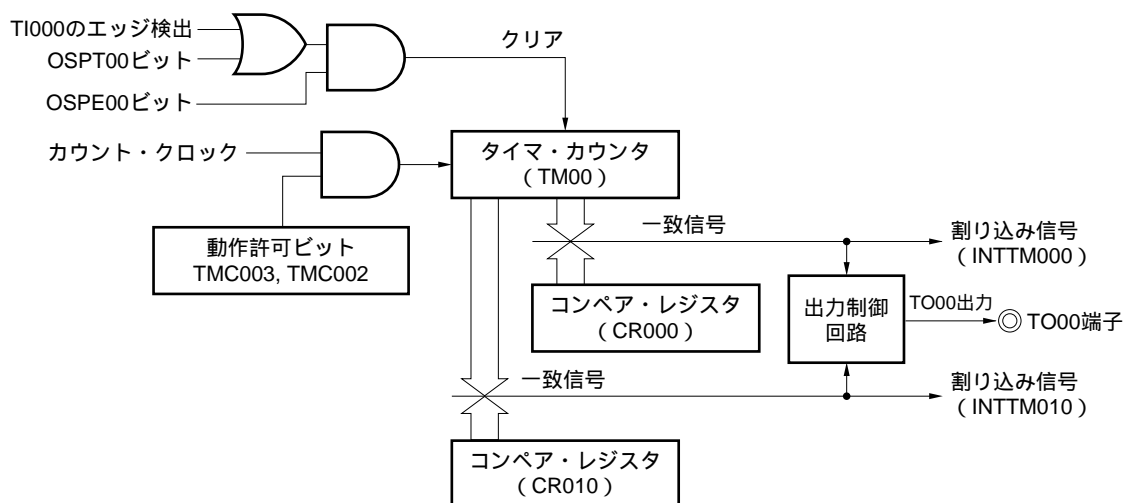 TI000のエッジ検出
OSPT00ビット
OSPE00ビット
クリア
カウント・クロック
タイマ・カウンタ
（TM00）
動作許可ビット
TMC003, TMC002
一致信号
割り込み信号
（INTTM000）
コンペア・レジスタ
（CR000）
出力制御
回路
TO00出力
TO00端子
一致信号
割り込み信号
（INTTM010）
コンペア・レジスタ
（CR010）